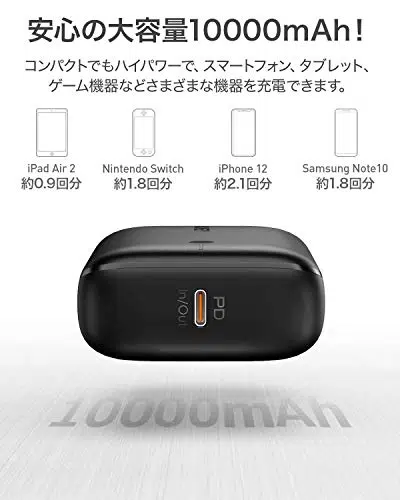 安心の大容量10000mAh！
コンパクトでもハイパワーで、スマートフォン、タブレット、
ゲーム機器などさまざまな機器を充電できます。
iPad Air 2
約0.9回分
Nintendo Switch
約1.8回分
iPhone 12
約2.1回分
Samsung Note10
約1.8回分
PD
In/Out
10000mAh